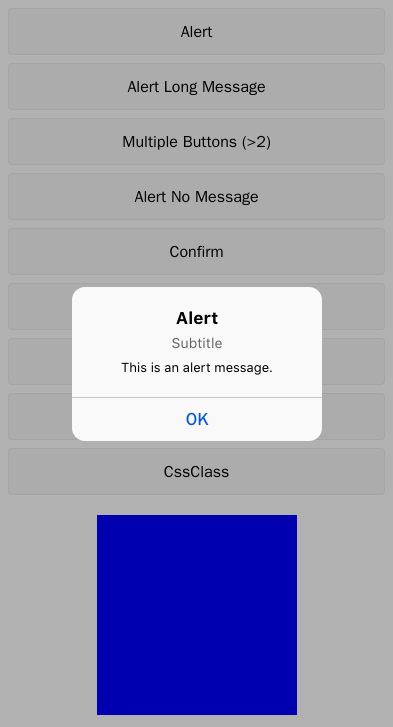 Alert
Alert Long Message
Multiple Buttons (>2)
Alert No Message
Confirm
Alert
Subtitle
This is an alert message.
OK
CssClass